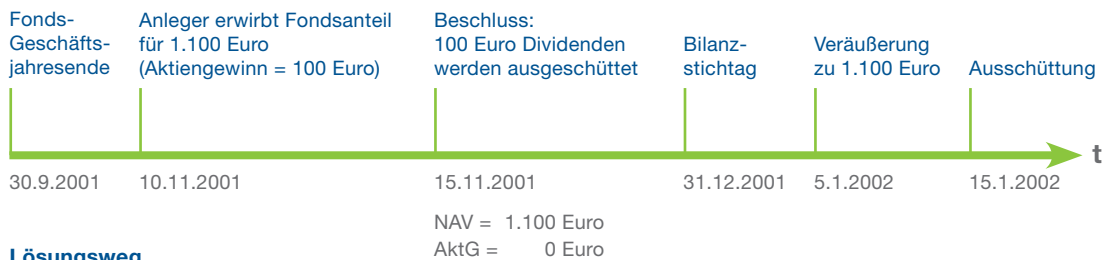 Fonds-
Geschäfts-
jahresende
Anleger erwirbt Fondsanteil
für 1.100 Euro
(Aktiengewinn = 100 Euro)
Beschluss:
100 Euro Dividenden
werden ausgeschüttet
Bilanz-
stichtag
Veräußerung
zu 1.100 Euro
Ausschüttung
t
30.9.2001
10.11.2001
15.11.2001
31.12.2001
5.1.2002
15.1.2002
NAV = 1.100 Euro
AktG = 0 Euro
Lösungsweg